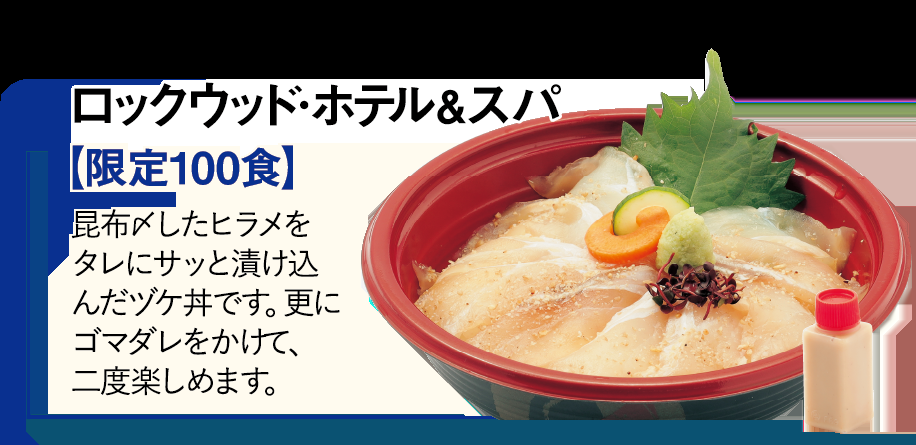 ロックウッド･ホテル&スパ
【限定100食】
昆布〆したヒラメを
タレにサッと漬け込
んだヅケ丼です。更に
ゴマダレをかけて、
二度楽しめます。